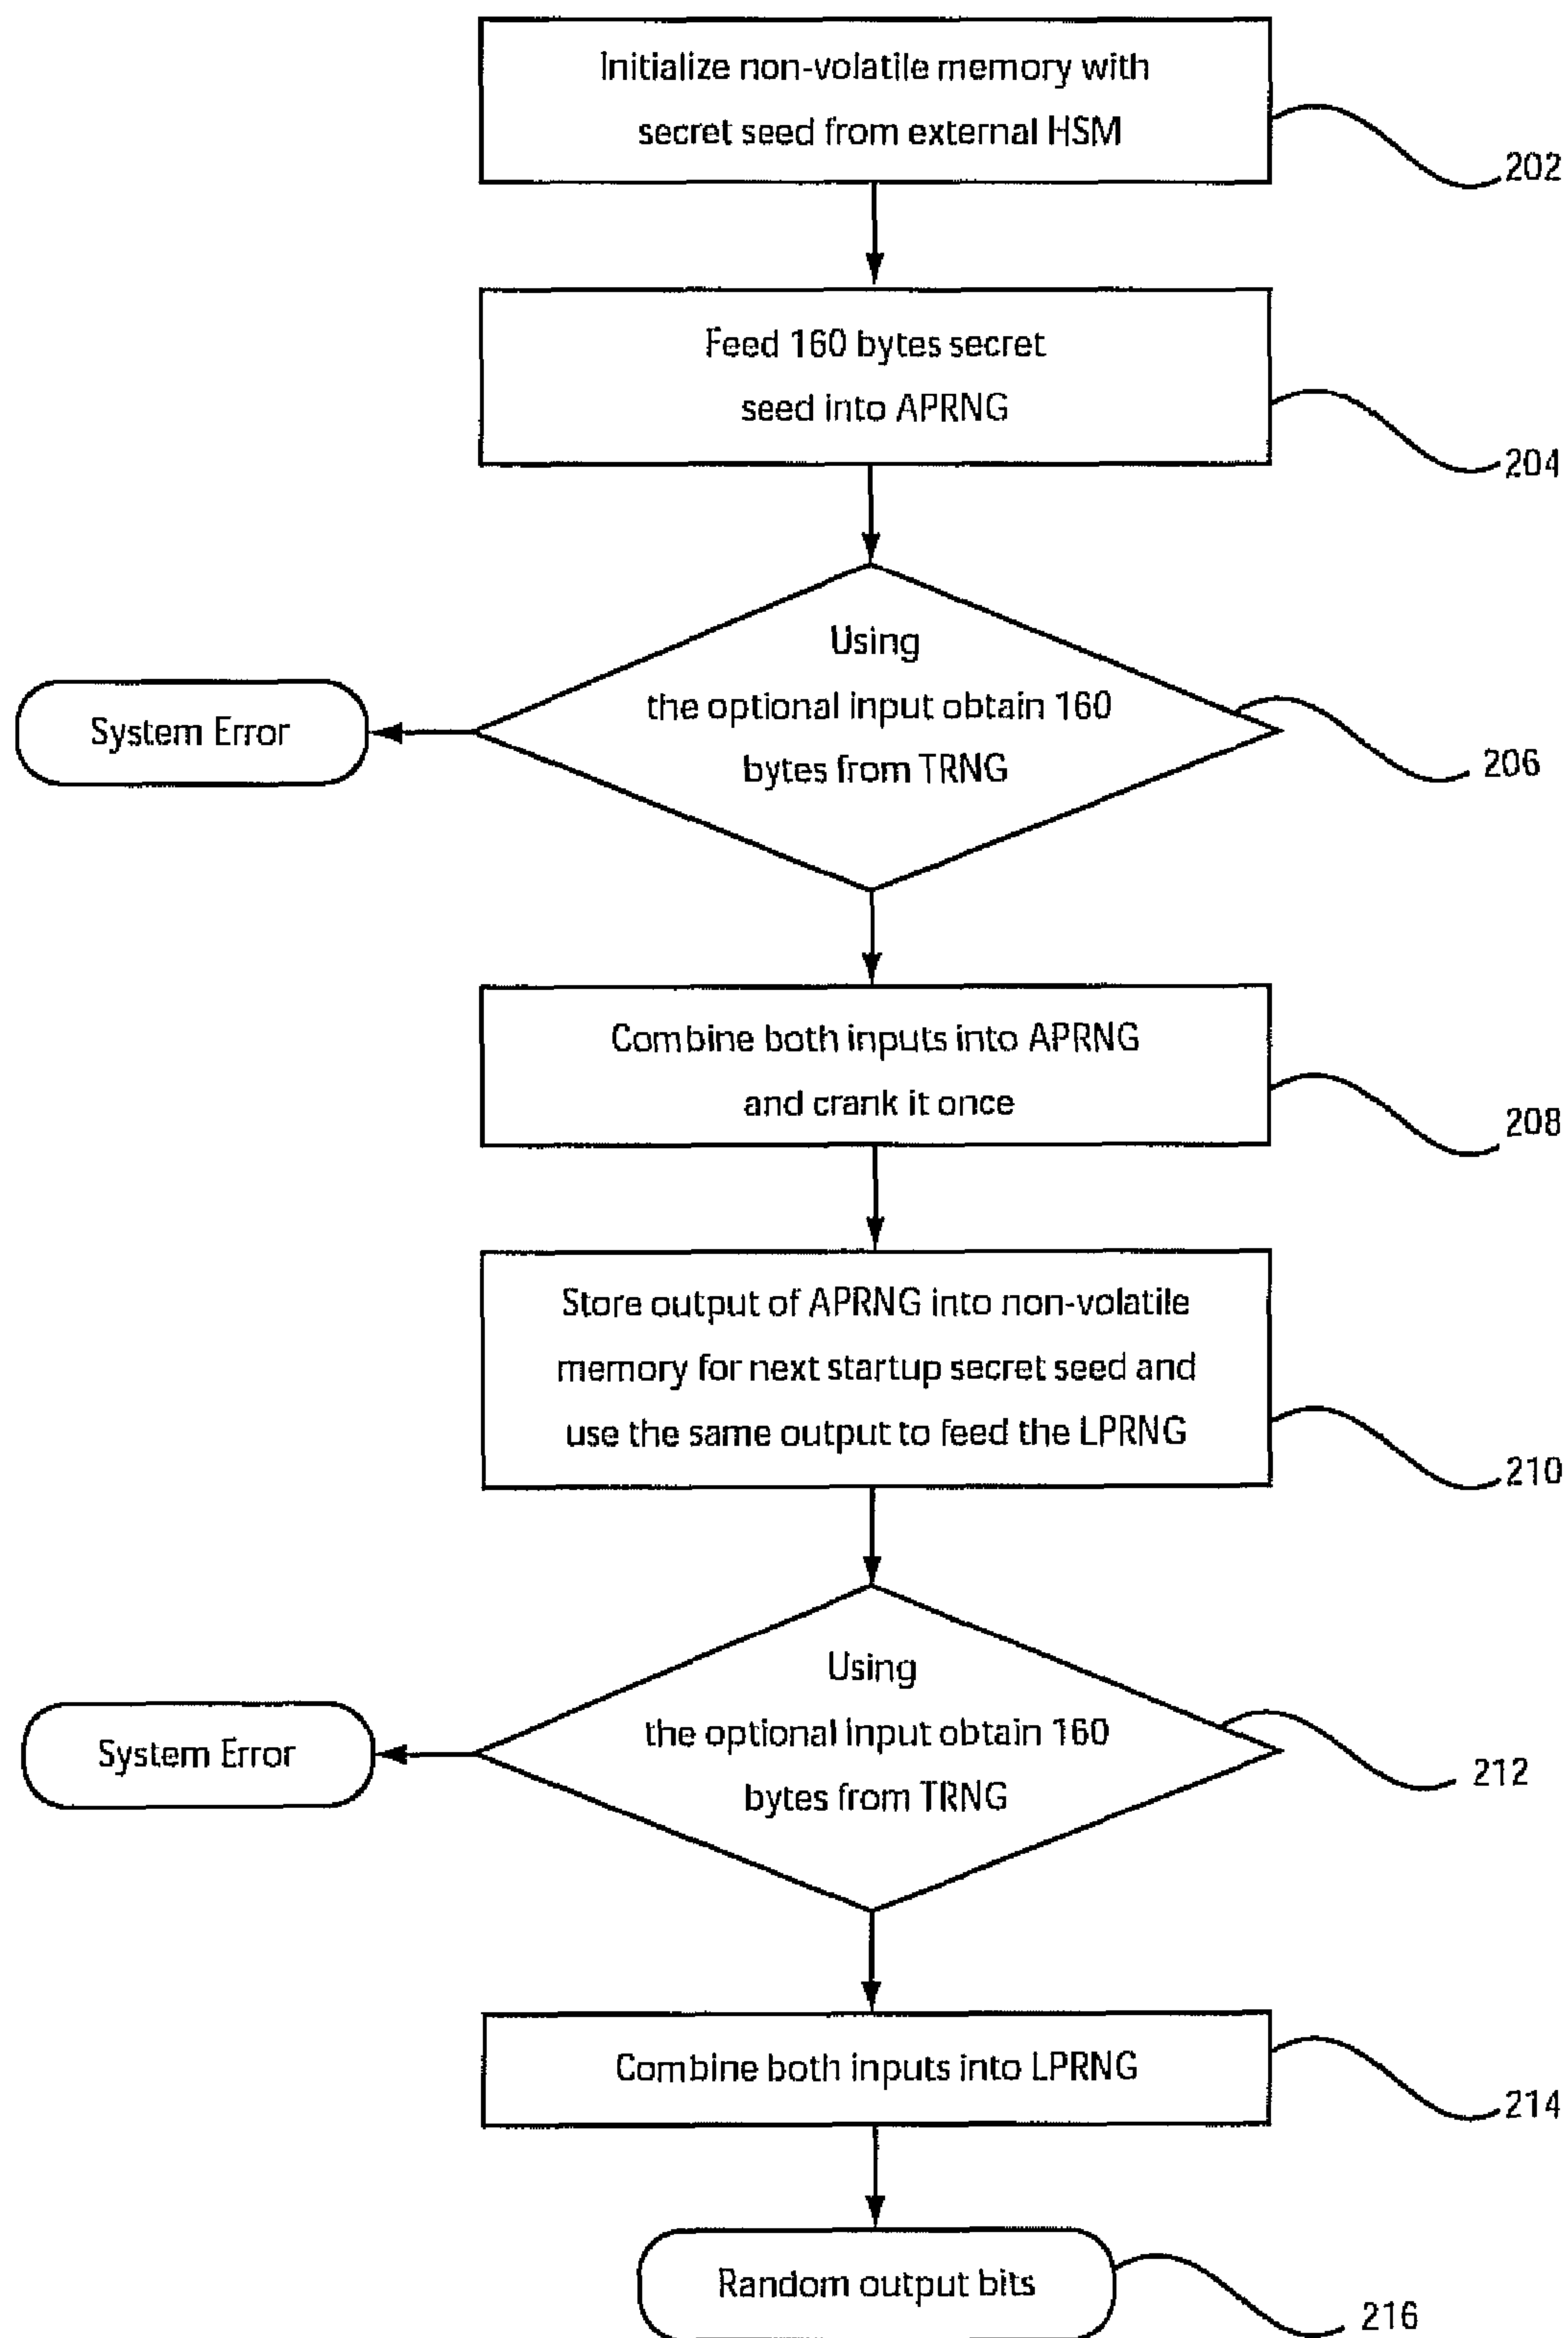 Initialize non-volatile memory with
secret seed from external HSM
202
Feed 160 bytes secret
seed into APRNG
204
Using
the optional input obtain 160
bytes from TRNG
System Error
206
Combine both inputs into APRNG
and crank it once
208
Store output of APRNG into non-volatile
memory for next startup secret seed and
use the same output to feed the LPRNG
210
Using
the optional input obtain 160
bytes from TRNG
System Error
212
Combine both inputs into LPRNG
214
Random output bits
216